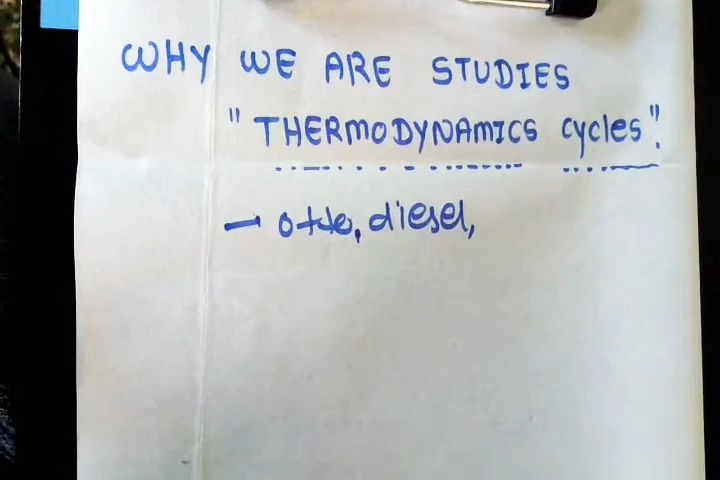 WHY WE ARE STUDIES
"THERMODYNAMICS cycles".
- otto, diesel,